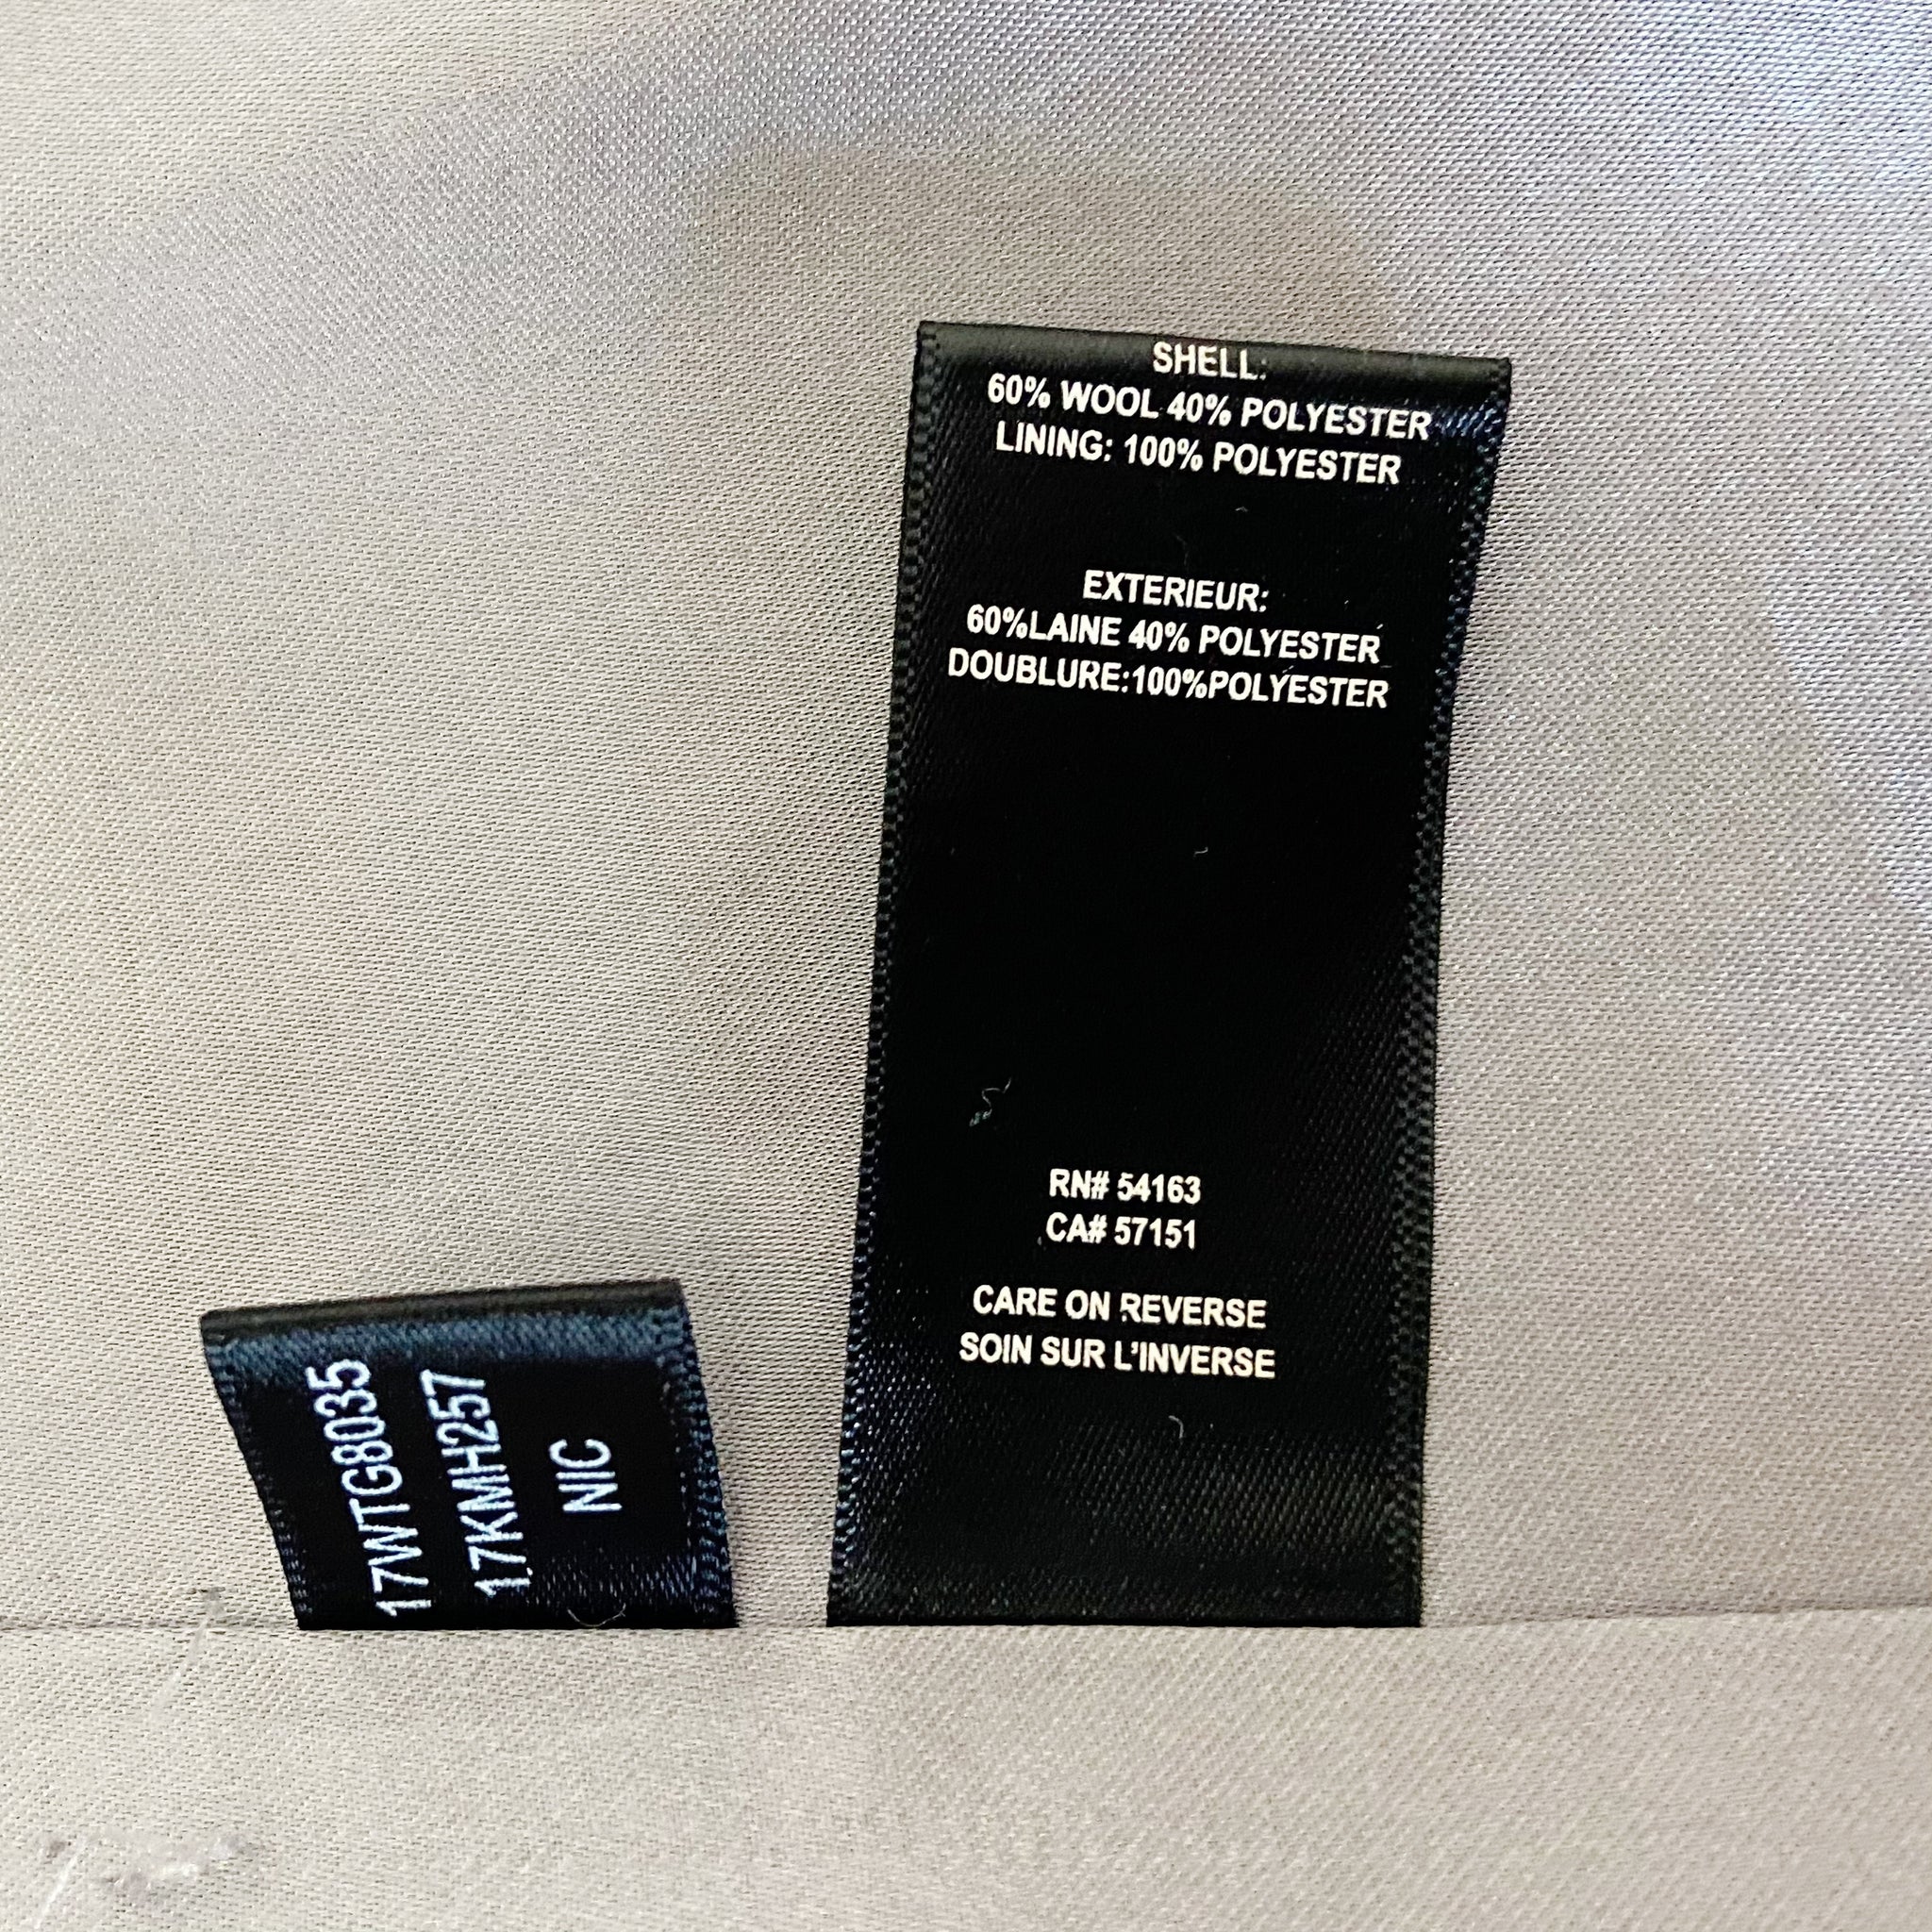 SHELL:
60% WOOL 40% POLYESTER
LINING: 100% POLYESTER
EXTERIEUR:
60%LAINE 40% POLYESTER
DOUBLURE:100%POLYESTER
RN# 54163
CA# 57151
CARE ON REVERSE
SOIN SUR L'INVERSE
17WTG8035
17KMH257
NIC